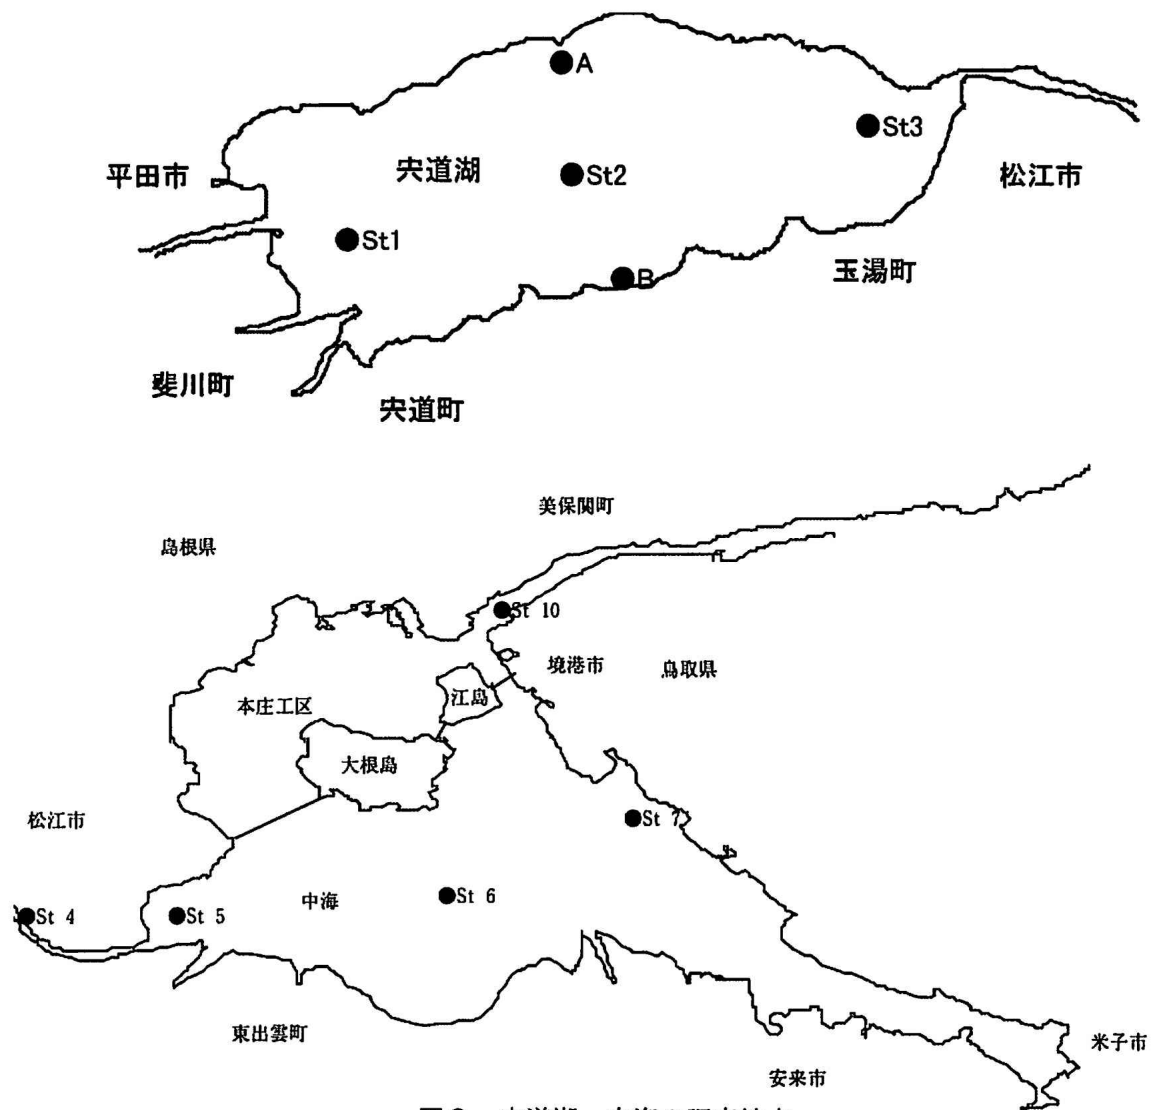 A
St3
平田市
宍道湖
St2
松江市
St1
B
玉湯町
斐川町
宍道町
美保関町
島根県
St 10
境港市
鳥取県
本庄工区
江島
大根島
松江市
St 7
St 6
中海
St 4
St 5
東出雲町
米子市
安来市